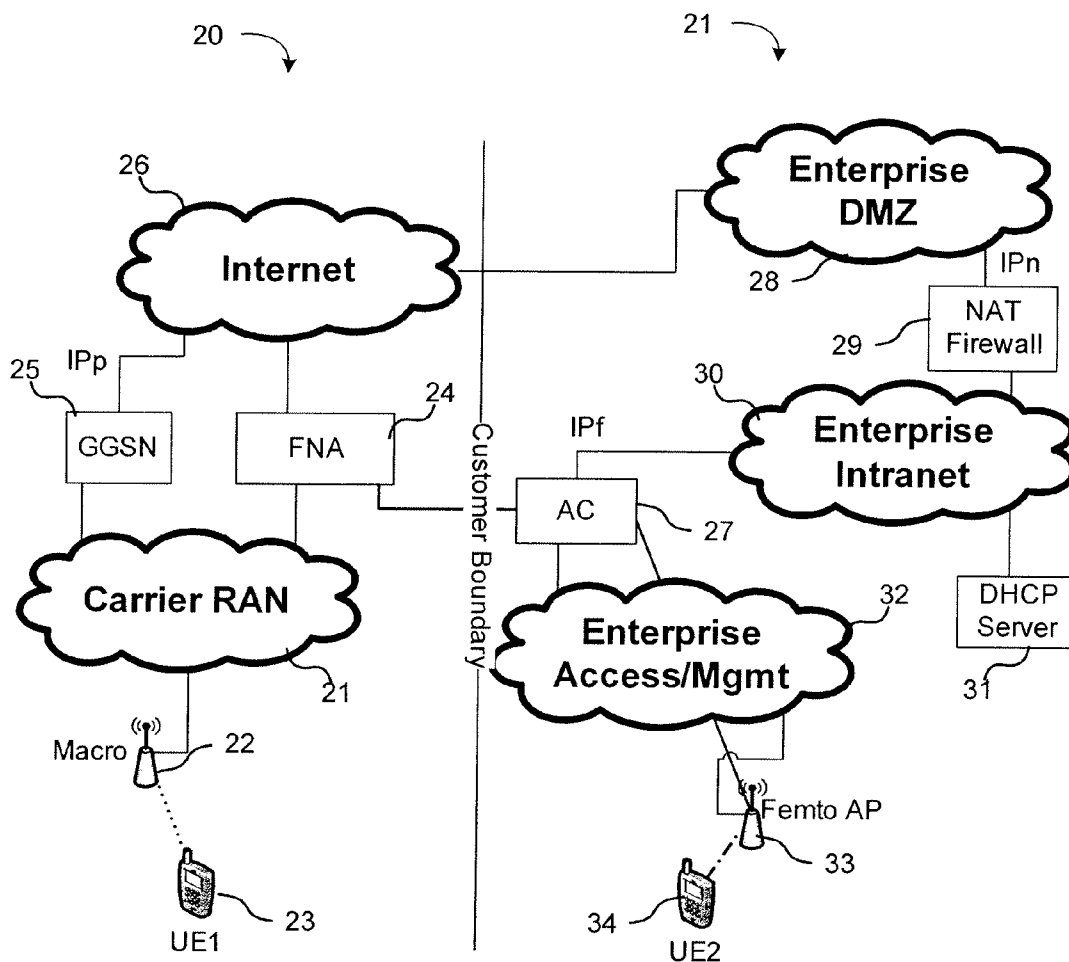 20
21
26
Internet
Enterprise
DMZ
28
IPn
29
NAT
Firewall
IPp
25
GGSN
24
FNA
30
Enterprise
Intranet
IPf
AC
27
Customer Boundary
Carrier RAN
21
32
Enterprise
Access/Mgmt
DHCP
Server
31
Macro
22
Femto AP
33
23
UE1
34
UE2